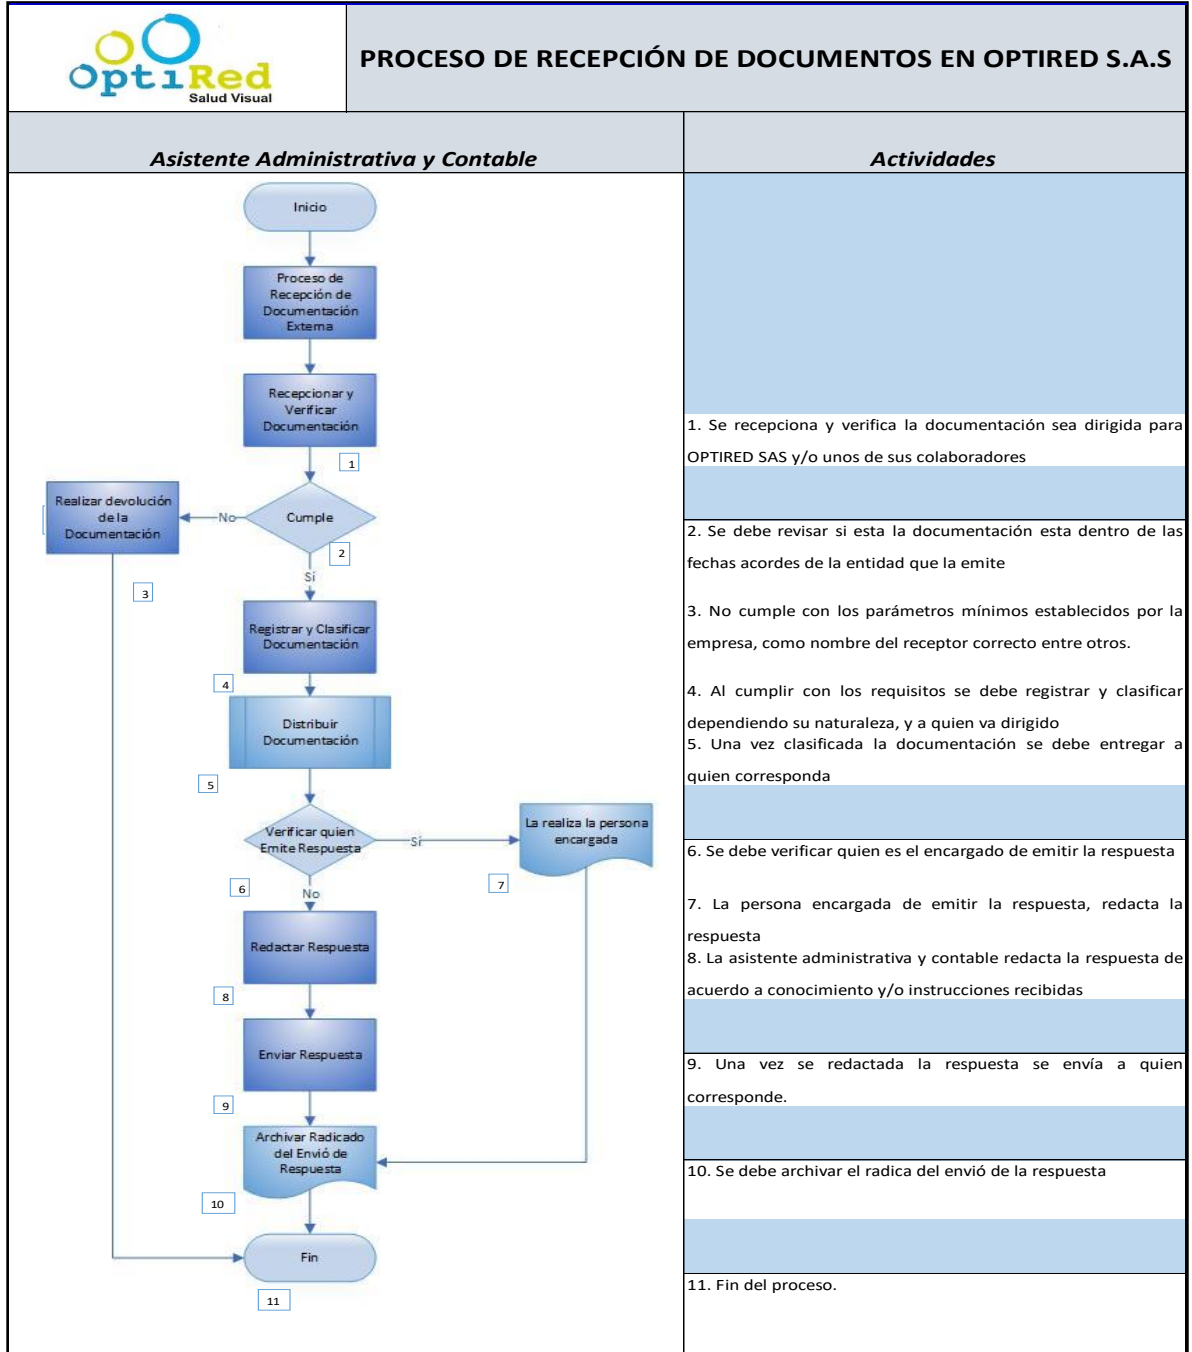 OptiRed
Salud Visual
PROCESO DE RECEPCIÓN DE DOCUMENTOS EN OPTIRED S.A.S
Asistente Administrativa y Contable
Actividades
Inicio
Proceso de
Recepción de
Documentación
Externa
Recepcionar y
Verificar
Documentación
1
Realizar devolución
de la
Documentación
No
Cumple
2
3
Sí
Registrar y Clasificar
Documentación
4
Distribuir
Documentación
5
Verificar quien
Emite Respuesta
Sí
La realiza la persona
encargada
6
7
No
Redactar Respuesta
8
Enviar Respuesta
9
Archivar Radicado
del Envió de
Respuesta
10
Fin
11
1. Se recepciona y verifica la documentación sea dirigida para
OPTIRED SAS y/o unos de sus colaboradores
2. Se debe revisar si esta la documentación esta dentro de las
fechas acordes de la entidad que la emite
3. No cumple con los parámetros mínimos establecidos por la
empresa, como nombre del receptor correcto entre otros.
4. Al cumplir con los requisitos se debe registrar y clasificar
dependiendo su naturaleza, y a quien va dirigido
5. Una vez clasificada la documentación se debe entregar a
quien corresponda
6. Se debe verificar quien es el encargado de emitir la respuesta
7. La persona encargada de emitir la respuesta, redacta la
respuesta
8. La asistente administrativa y contable redacta la respuesta de
acuerdo a conocimiento y/o instrucciones recibidas
9. Una vez se redactada la respuesta se envía a quien
corresponde.
10. Se debe archivar el radica del envió de la respuesta
11. Fin del proceso.